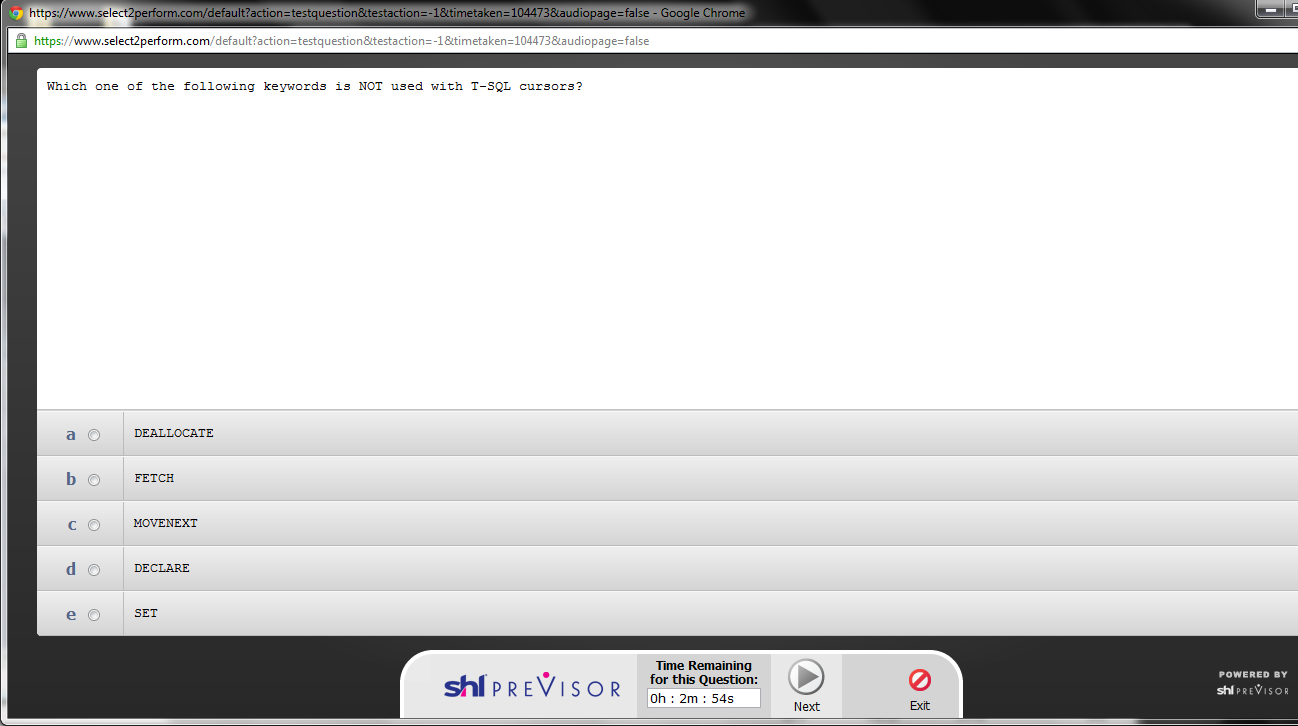 https://www.select2perform.com/default?action=testquestion&testaction=-1&timetaken=104473&audiopage=false - Google Chrome
https://www.select2perform.com/default?action=testquestion&testaction=-1&timetaken=104473&audiopage=false
Which one of the following keywords is NOT used with T-SQL cursors?
a DEALLOCATE
b FETCH
c MOVENEXT
d DECLARE
e SET
shl PREVISOR
Time Remaining
for this Question:
0h : 2m : 54s
Next
Exit
POWERED BY
shl PREVISOR